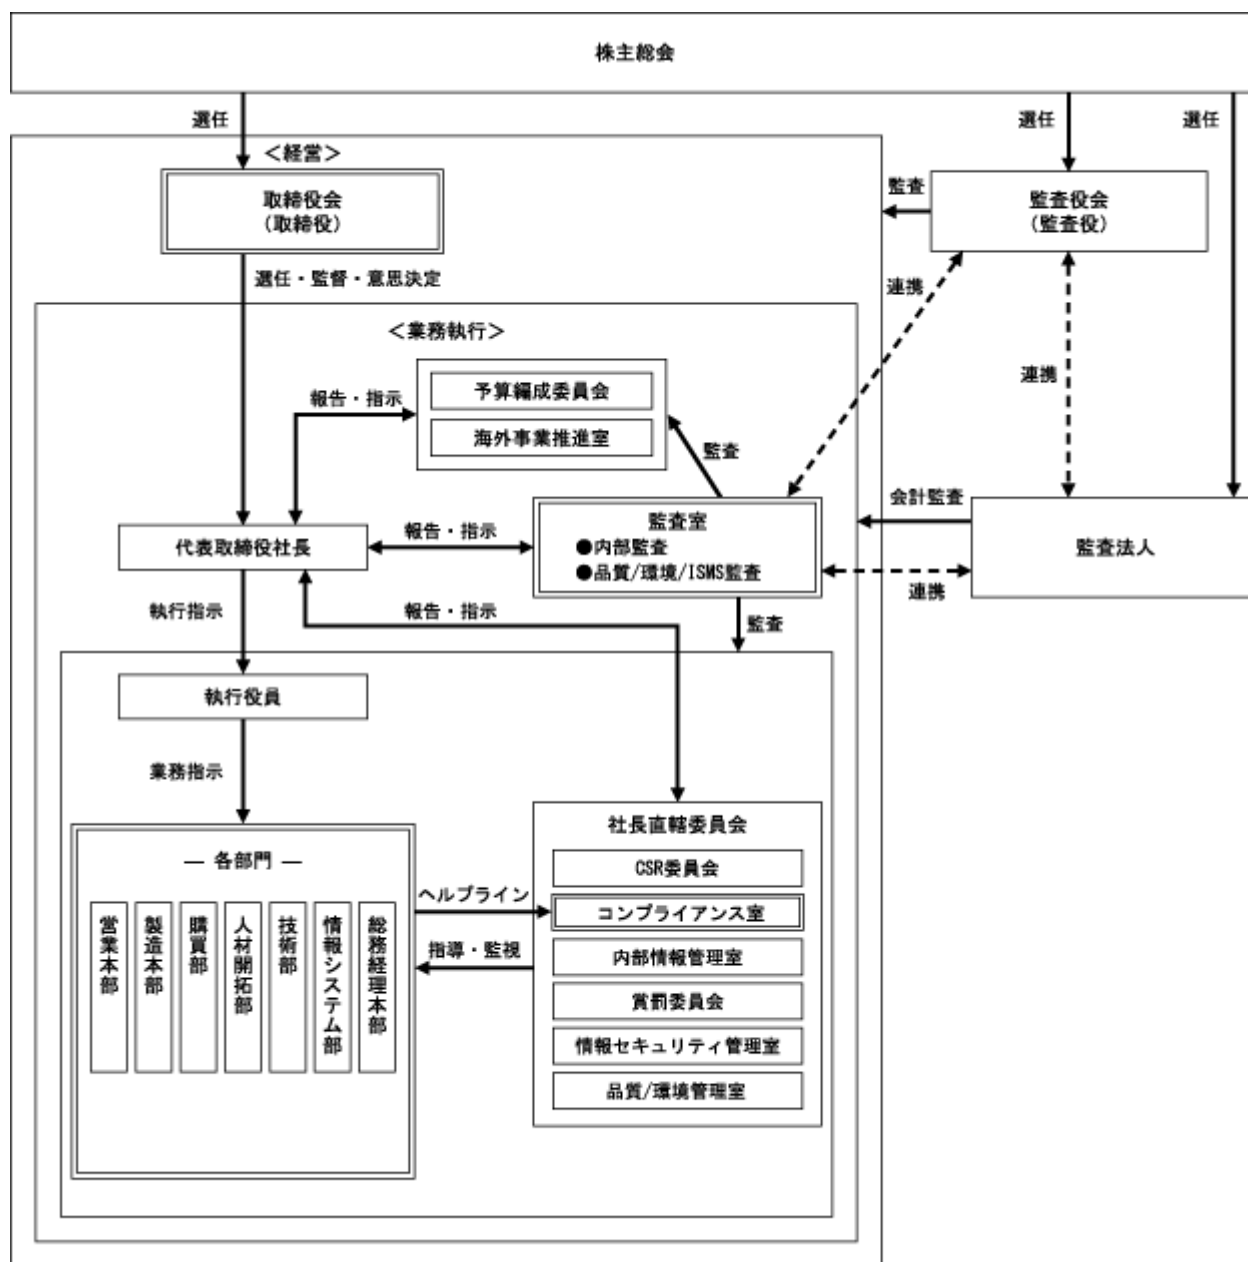 株主総会
選任
選任
選任
＜経営＞
取締役会
(取締役)
監査
監査役会
(監査役)
選任・監督・意思決定
連携
＜業務執行＞
予算編成委員会
報告・指示
海外事業推進室
監査
連携
会計監査
監査室
●内部監査
●品質/環境/ISMS監査
代表取締役社長
報告・指示
監査法人
連携
執行指示
報告・指示
監査
執行役員
業務指示
社長直轄委員会
CSR委員会
コンプライアンス室
内部情報管理室
賞罰委員会
情報セキュリティ管理室
品質/環境管理室
― 各部門 ―
ヘルプライン
指導・監視
営業本部
製造本部
購買部
人材開拓部
技術部
情報システム部
総務経理本部